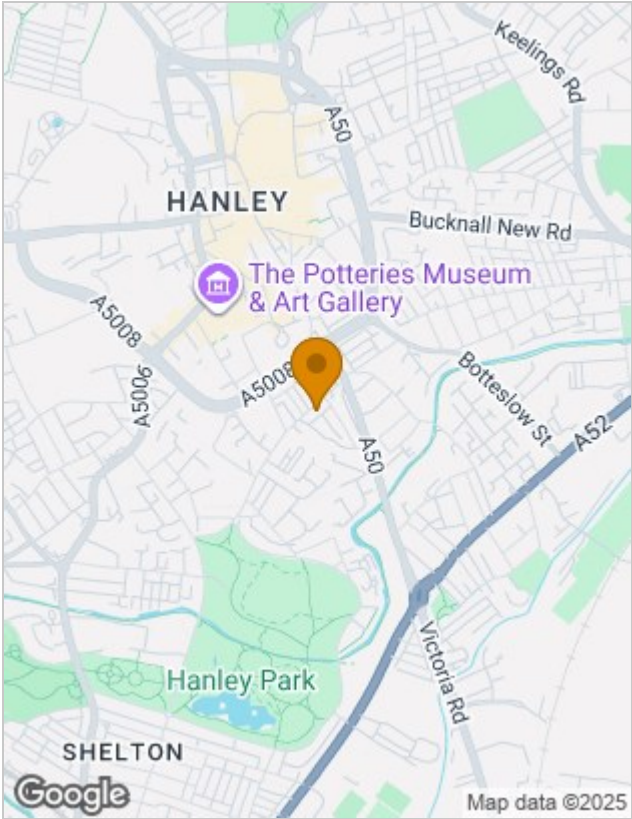 Keelings Rd
A50
HANLEY
Bucknall New Rd
The Potteries Museum
& Art Gallery
A5008
A5006
A5008
Botteslow St
A52
A50
Victoria Rd
Hanley Park
SHELTON
Google
Map data ©2025